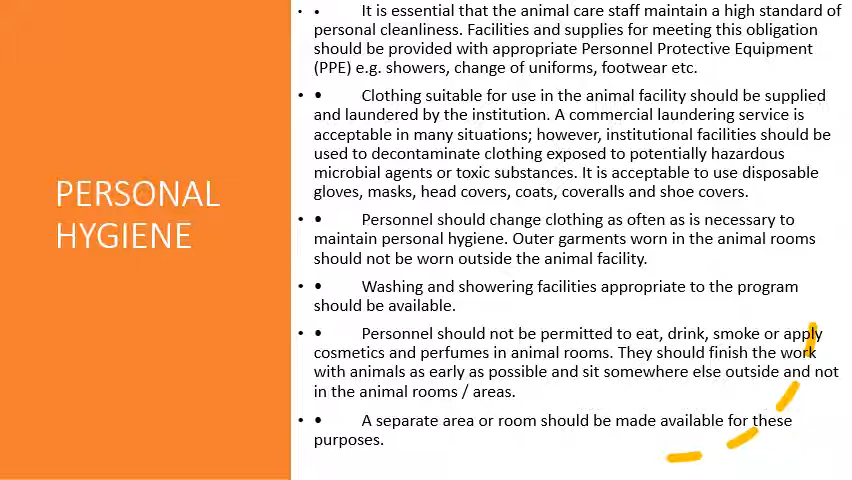 PERSONAL
HYGIENE
• • It is essential that the animal care staff maintain a high standard of
personal cleanliness. Facilities and supplies for meeting this obligation
should be provided with appropriate Personnel Protective Equipment
(PPE) e.g. showers, change of uniforms, footwear etc.
• • Clothing suitable for use in the animal facility should be supplied
and laundered by the institution. A commercial laundering service is
acceptable in many situations; however, institutional facilities should be
used to decontaminate clothing exposed to potentially hazardous
microbial agents or toxic substances. It is acceptable to use disposable
gloves, masks, head covers, coats, coveralls and shoe covers.
• • Personnel should change clothing as often as is necessary to
maintain personal hygiene. Outer garments worn in the animal rooms
should not be worn outside the animal facility.
• • Washing and showering facilities appropriate to the program
should be available.
• • Personnel should not be permitted to eat, drink, smoke or apply
cosmetics and perfumes in animal rooms. They should finish the work
with animals as early as possible and sit somewhere else outside and not
in the animal rooms / areas.
• • A separate area or room should be made available for these
purposes.